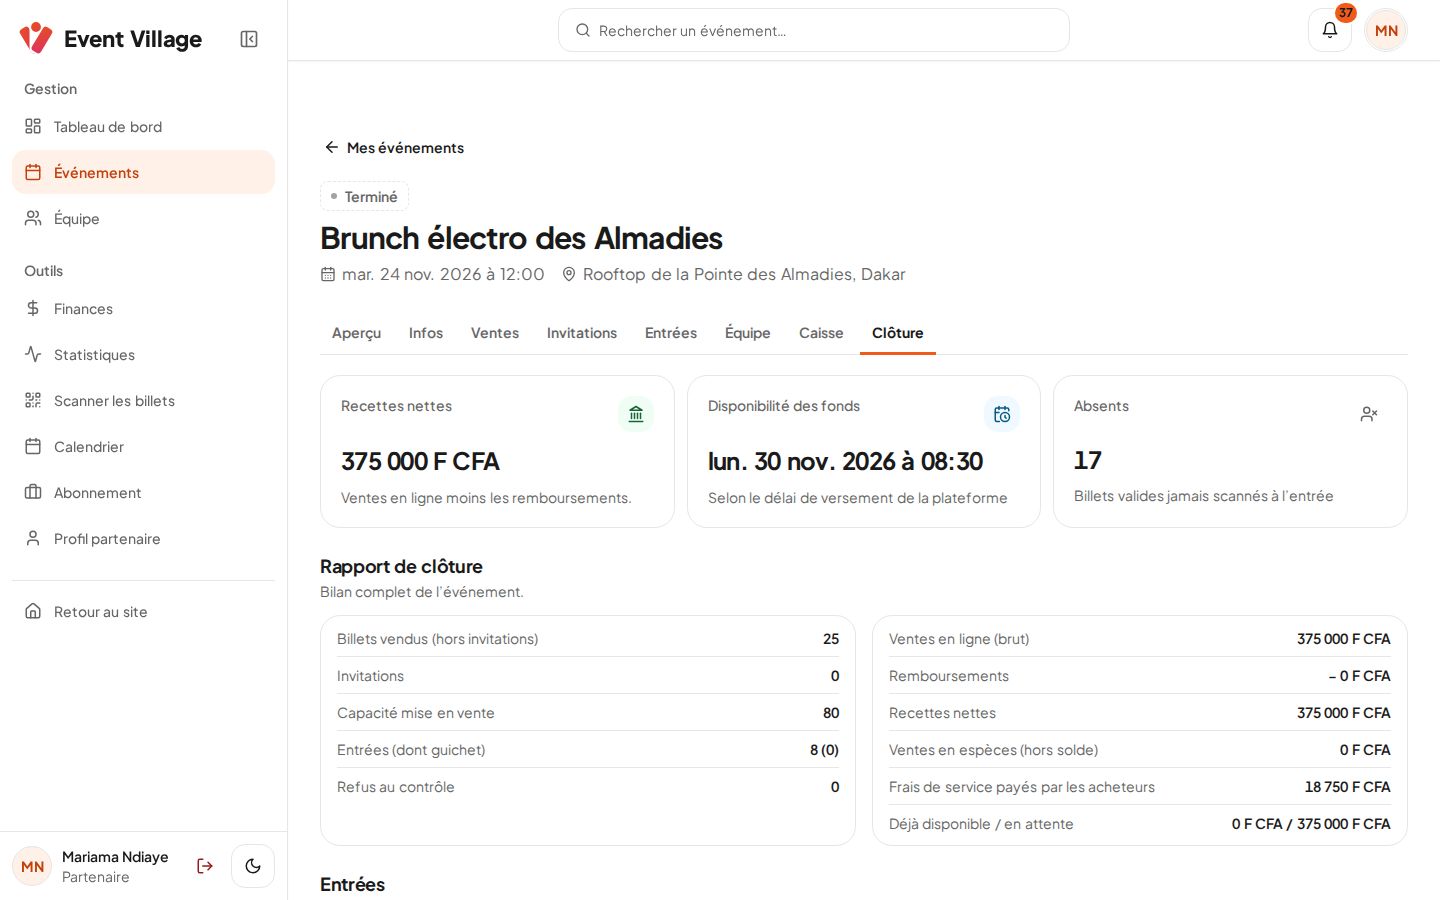 Event Village
Gestion
Tableau de bord
Événements
Équipe
Outils
Finances
Statistiques
Scanner les billets
Calendrier
Abonnement
Profil partenaire
Retour au site
MN
Mariama Ndiaye
Partenaire
Rechercher un événement...
37
MN
Mes événements
Terminé
Brunch électro des Almadies
mar. 24 nov. 2026 à 12:00
Rooftop de la Pointe des Almadies, Dakar
Aperçu
Infos
Ventes
Invitations
Entrées
Équipe
Caisse
Clôture
Recettes nettes
375 000 F CFA
Ventes en ligne moins les remboursements.
Disponibilité des fonds
lun. 30 nov. 2026 à 08:30
Selon le délai de versement de la plateforme
Absents
17
Billets valides jamais scannés à l'entrée
Rapport de clôture
Bilan complet de l'événement.
Billets vendus (hors invitations) 25
Invitations 0
Capacité mise en vente 80
Entrées (dont guichet) 8 (0)
Refus au contrôle 0
Ventes en ligne (brut) 375 000 F CFA
Remboursements – 0 F CFA
Recettes nettes 375 000 F CFA
Ventes en espèces (hors solde) 0 F CFA
Frais de service payés par les acheteurs 18 750 F CFA
Déjà disponible / en attente 0 F CFA / 375 000 F CFA
Entrées